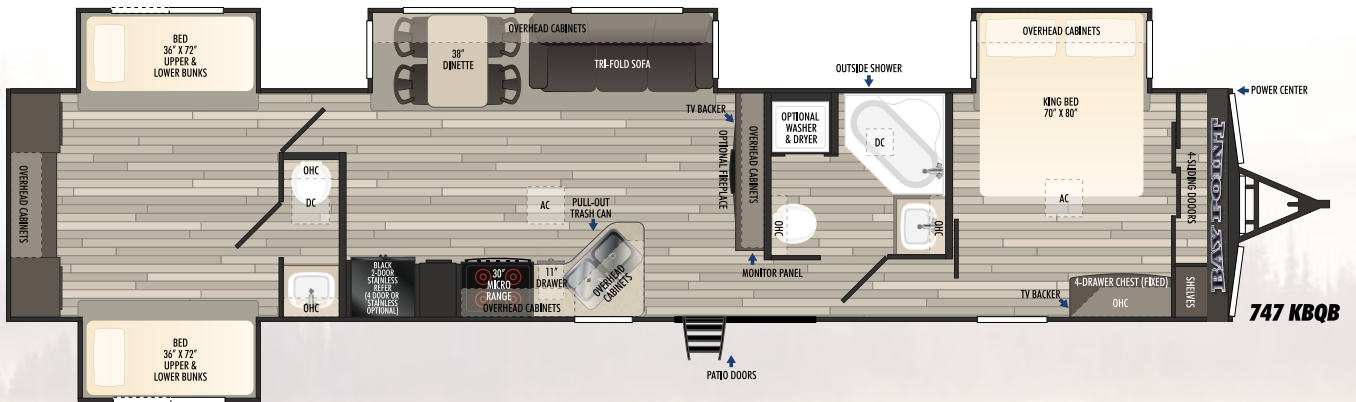 BED
36" X 72"
UPPER &
LOWER BUNKS
OVERHEAD CABINETS
38"
DINETTE
TRI-FOLD SOFA
OUTSIDE SHOWER
OVERHEAD CABINETS
KING BED
70" X 80"
POWER CENTER
TV BACKER
OPTIONAL
WASHER
& DRYER
DC
OVERHEAD CABINETS
OPTIONAL FIREPLACE
OHC
OHC
MONITOR PANEL
AC
4-SLIDING DOORS
BAY POINT
OVERHEAD CABINETS
OHC
DC
OHC
AC
PULL-OUT
TRASH CAN
BLACK
2-DOOR
STAINLESS
REFER
(4 DOOR OR
STAINLESS
OPTIONAL)
30"
MICRO
RANGE
11"
DRAWER
OVERHEAD CABINETS
OVERHEAD CABINETS
TV BACKER
4-DRAWER CHEST (FIXED)
OHC
SHELVES
747 KBQB
BED
36" X 72"
UPPER &
LOWER BUNKS
PATIO DOORS